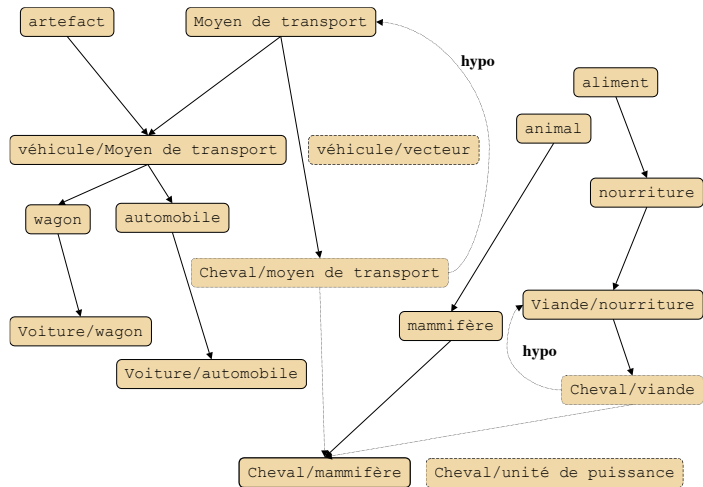 artefact
Moyen de transport
hypo
aliment
animal
véhicule/Moyen de transport
véhicule/vecteur
nourriture
wagon
automobile
Cheval/moyen de transport
Viande/nourriture
mammifère
Voiture/wagon
hypo
Voiture/automobile
Cheval/viande
Cheval/mammifère
Cheval/unité de puissance